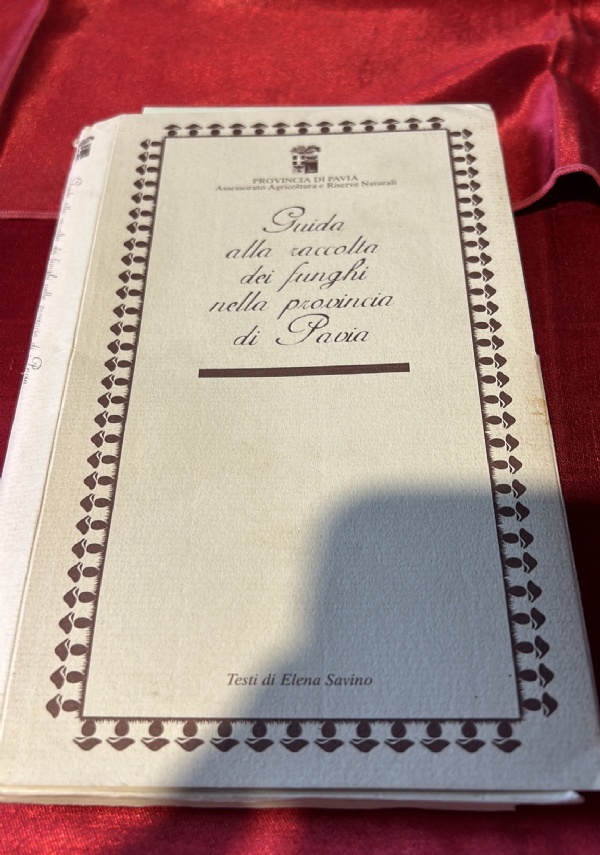 PROVINCIA DI PAVIA
Assessorato Agricoltura e Riserve Naturali
Guida
alla raccolta
dei funghi
nella provincia
di Pavia
Testi di Elena Savino